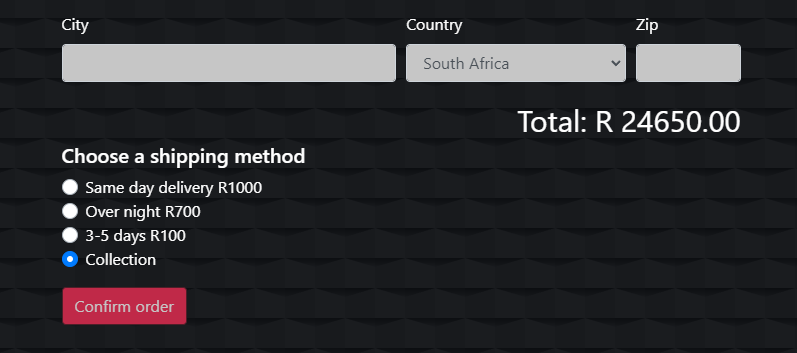 City Country Zip
South Africa
Total: R 24650.00
Choose a shipping method
Same day delivery R1000
Over night R700
3-5 days R100
Collection
Confirm order